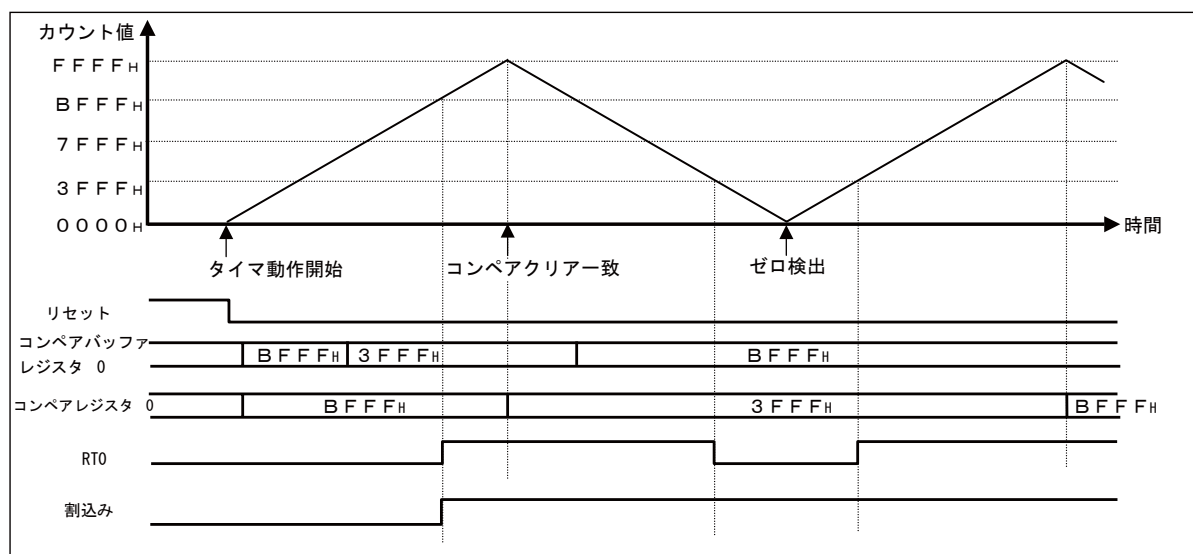 カウント値
ＦＦＦＦH
ＢＦＦＦH
７ＦＦＦH
３ＦＦＦH
００００H
時間
タイマ動作開始
コンペアクリア一致
ゼロ検出
リセット
コンペアバッファ
レジスタ 0
ＢＦＦＦH
３ＦＦＦH
ＢＦＦＦH
コンペアレジスタ 0
ＢＦＦＦH
３ＦＦＦH
ＢＦＦＦH
RT0
割込み